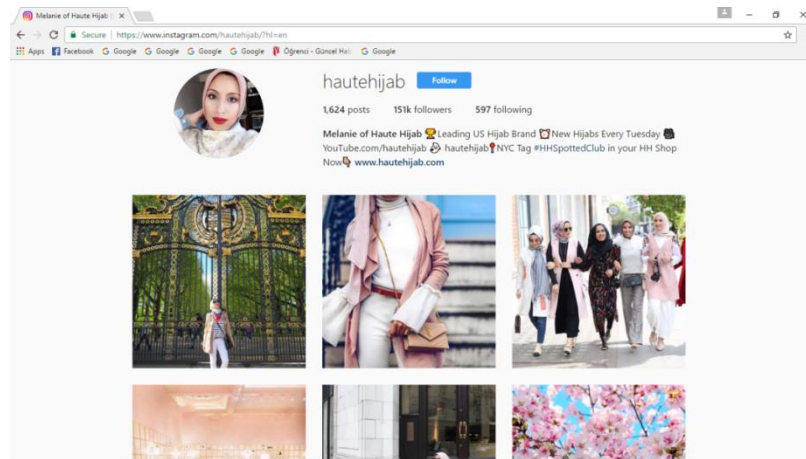 Melanie of Haute Hijab
Secure | https://www.instagram.com/hautehijab/?hl=en
Apps Facebook Google Google Google Google Öğrenci - Güncel Google
hautehijab Follow
1,624 posts 151k followers 597 following
Melanie of Haute Hijab Leading US Hijab Brand New Hijabs Every Tuesday
YouTube.com/hautehijab hautehijab NYC Tag #HHSpottedClub in your HH Shop
Now www.hautehijab.com